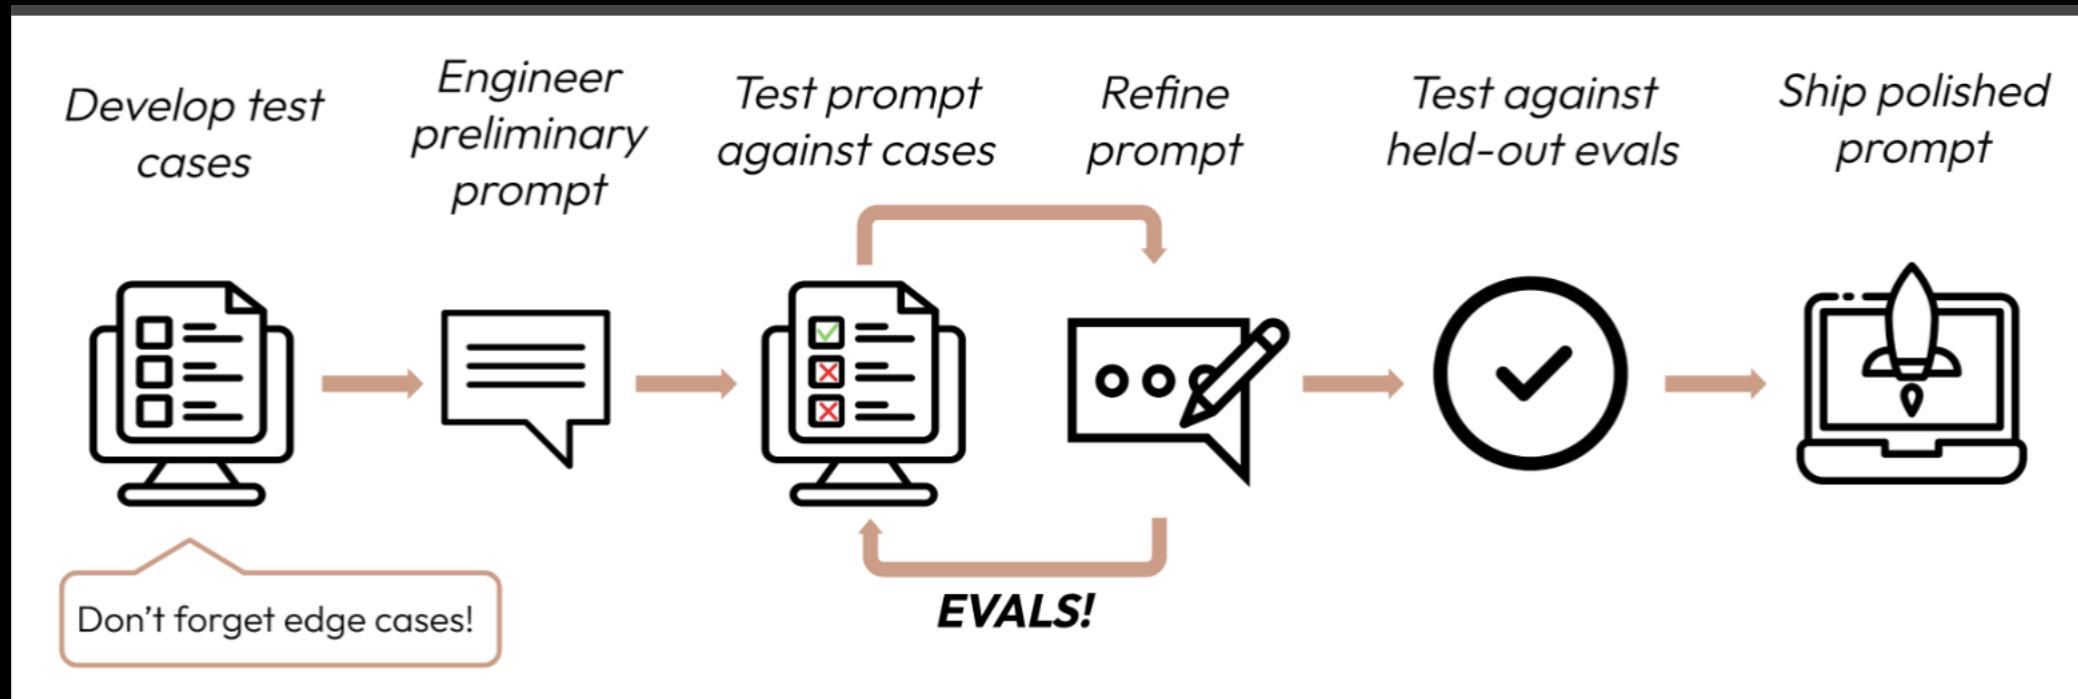 Develop test
cases
Engineer
preliminary
prompt
Test prompt
against cases
Refine
prompt
Test against
held-out evals
Ship polished
prompt
EVALS!
Don't forget edge cases!